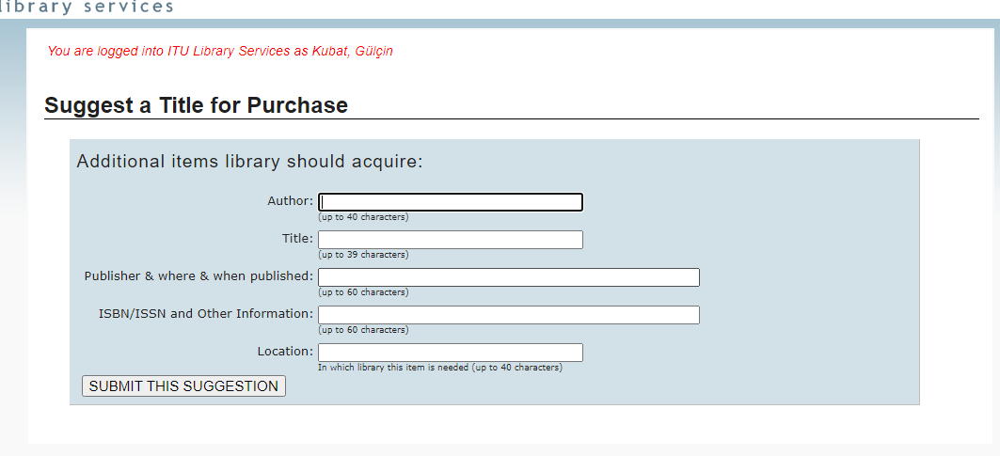 library services
You are logged into ITU Library Services as Kubat, Gülçin
Suggest a Title for Purchase
Additional items library should acquire:
Author:
(up to 40 characters)
Title:
(up to 39 characters)
Publisher & where & when published:
(up to 60 characters)
ISBN/ISSN and Other Information:
(up to 60 characters)
Location:
In which library this item is needed (up to 40 characters)
SUBMIT THIS SUGGESTION